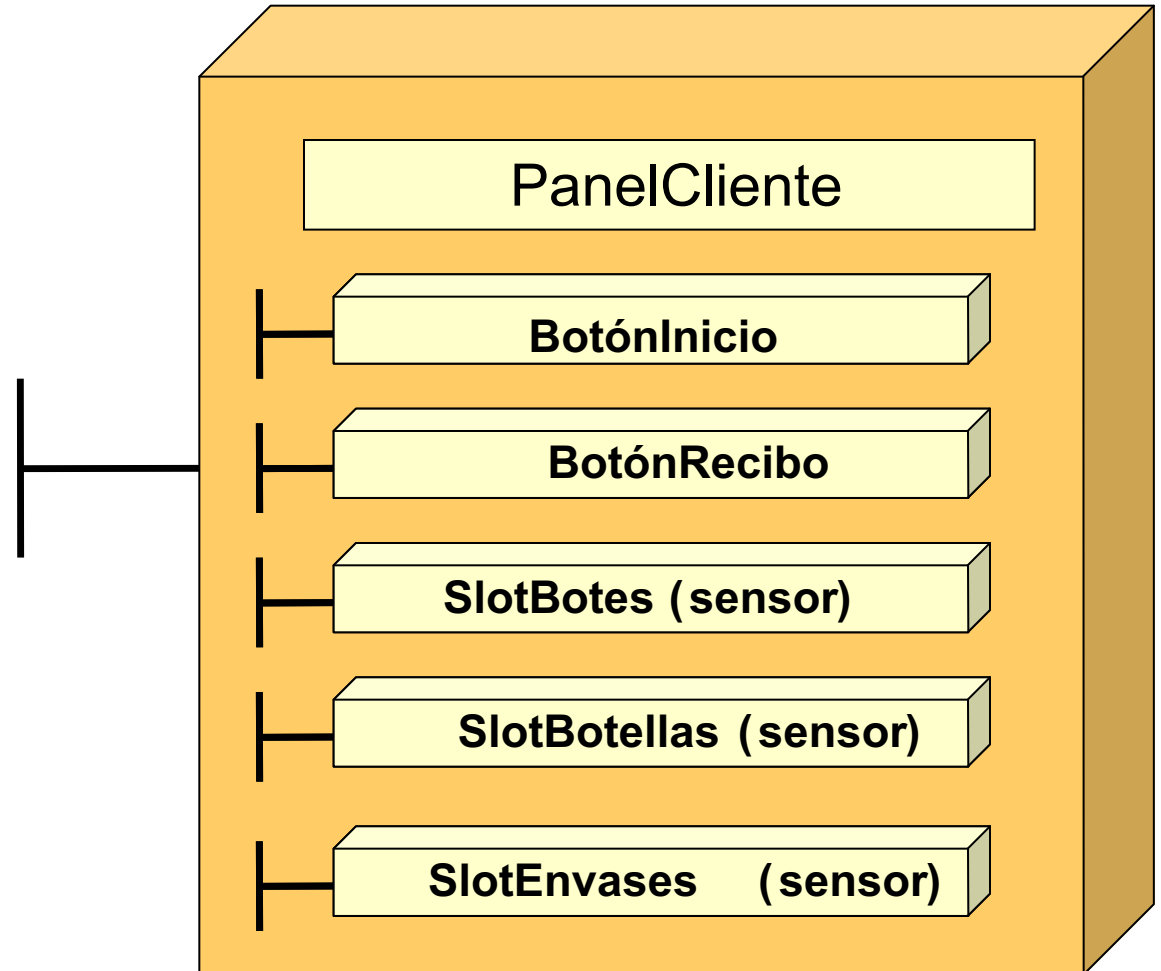 PanelCliente
BotónInicio
BotónRecibo
SlotBotes (sensor)
SlotBotellas (sensor)
SlotEnvases (sensor)